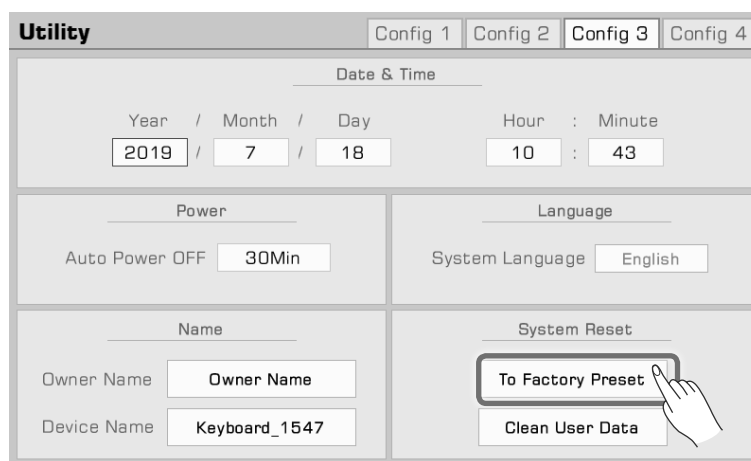 Utility Config 1 Config 2 Config 3 Config 4
Date & Time
Year / Month / Day Hour : Minute
2019 / 7 / 18 10 : 43
Power
Auto Power OFF 30Min
Language
System Language English
Name
Owner Name Owner Name
Device Name Keyboard_1547
System Reset
To Factory Preset
Clean User Data